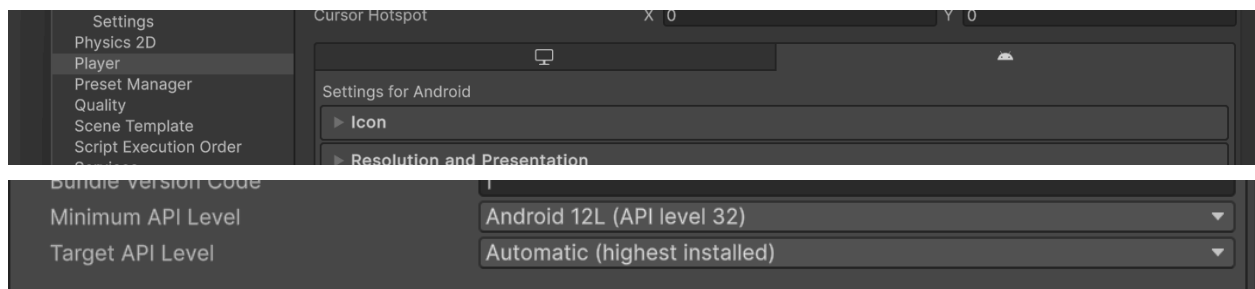 Settings
Cursor Hotspot X 0 Y 0
Physics 2D
Player
Preset Manager
Settings for Android
Quality
Scene Template
Icon
Script Execution Order
Services
Resolution and Presentation
Bundle Version Code 1
Minimum API Level Android 12L (API level 32)
Target API Level Automatic (highest installed)